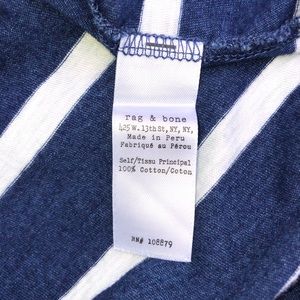 rag & bone
425 W. 13th St, NY, NY,
Made in Peru
Fabriqué au Pérou
Self/Tissu Principal
100% Cotton/Coton
RN# 108879